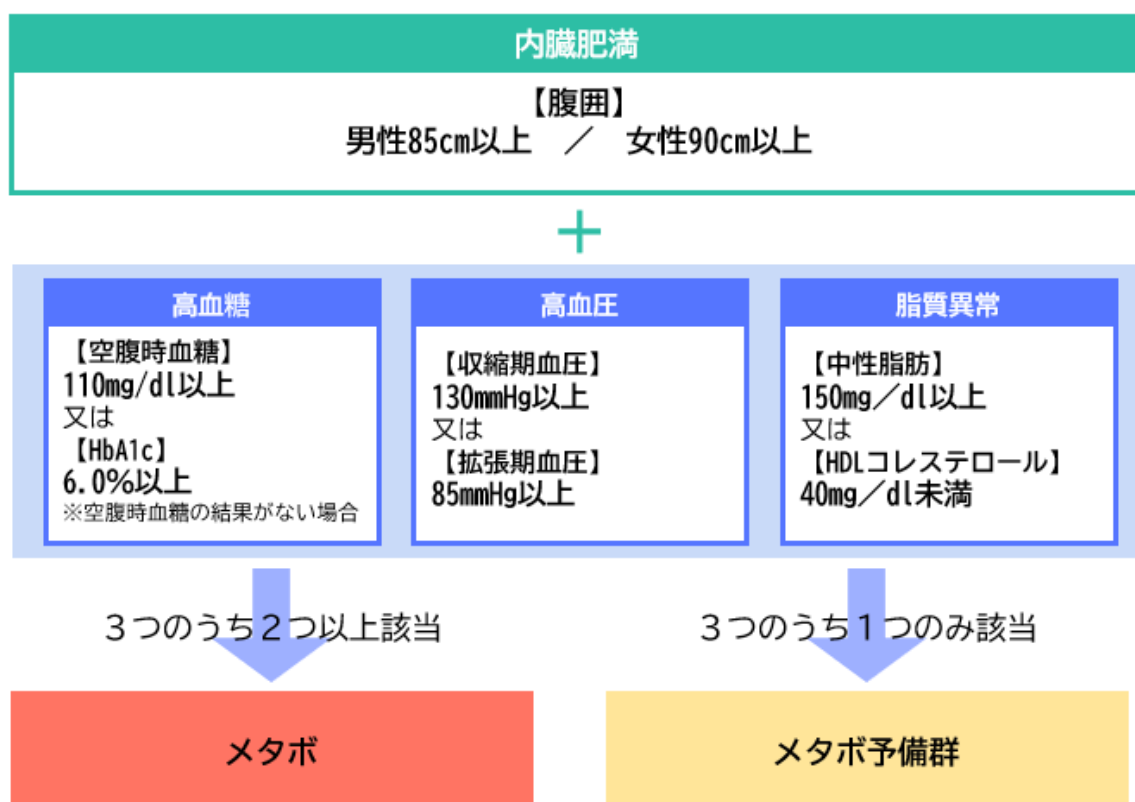 内臓肥満
【腹囲】
男性85cm以上　／　女性90cm以上
＋
高血糖
【空腹時血糖】
110mg/dl以上
又は
【HbA1c】
6.0%以上
※空腹時血糖の結果がない場合
高血圧
【収縮期血圧】
130mmHg以上
又は
【拡張期血圧】
85mmHg以上
脂質異常
【中性脂肪】
150mg／dl以上
又は
【HDLコレステロール】
40mg／dl未満
３つのうち２つ以上該当
３つのうち１つのみ該当
メタボ
メタボ予備群